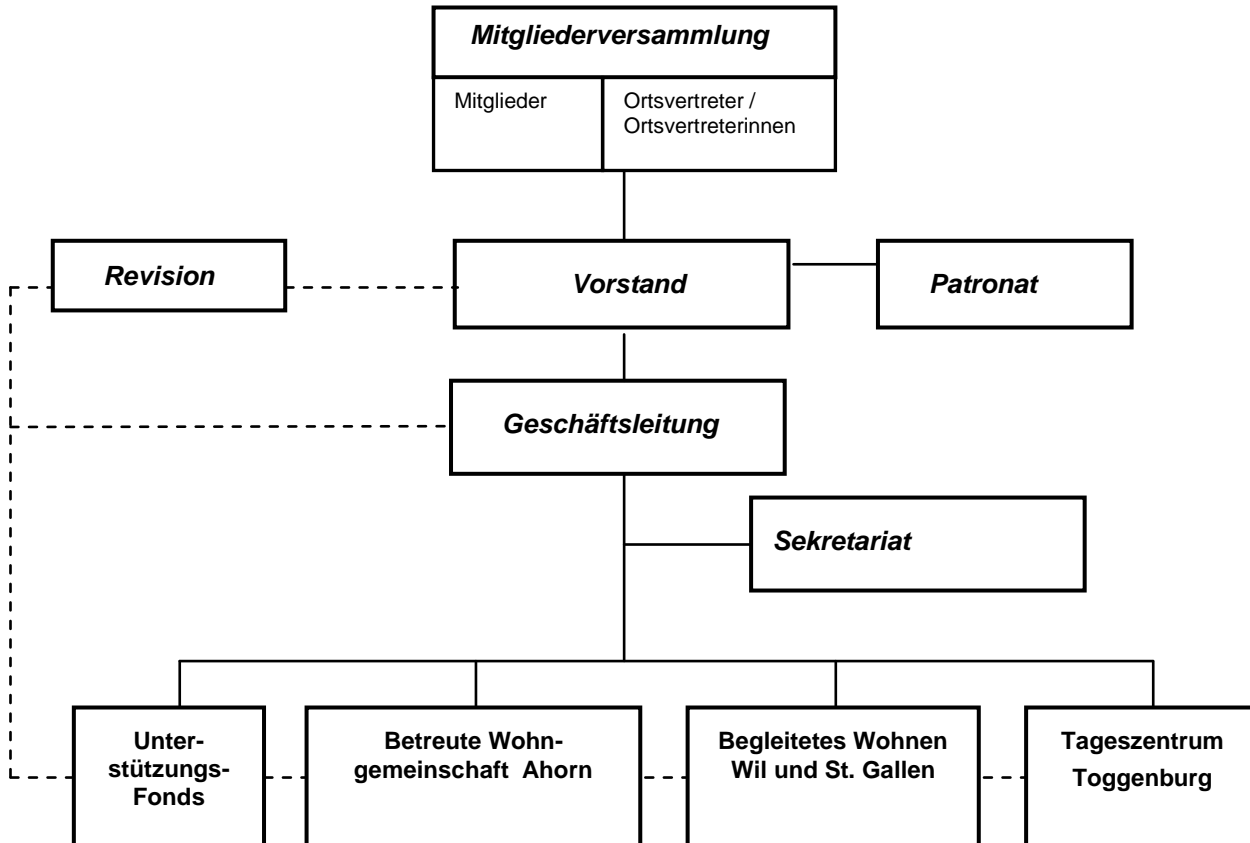 Mitgliederversammlung
Mitglieder
Ortsvertreter /
Ortsvertreterinnen
Revision
Vorstand
Patronat
Geschäftsleitung
Sekretariat
Unter-
stützungs-
Fonds
Betreute Wohn-
gemeinschaft Ahorn
Begleitetes Wohnen
Wil und St. Gallen
Tageszentrum
Toggenburg